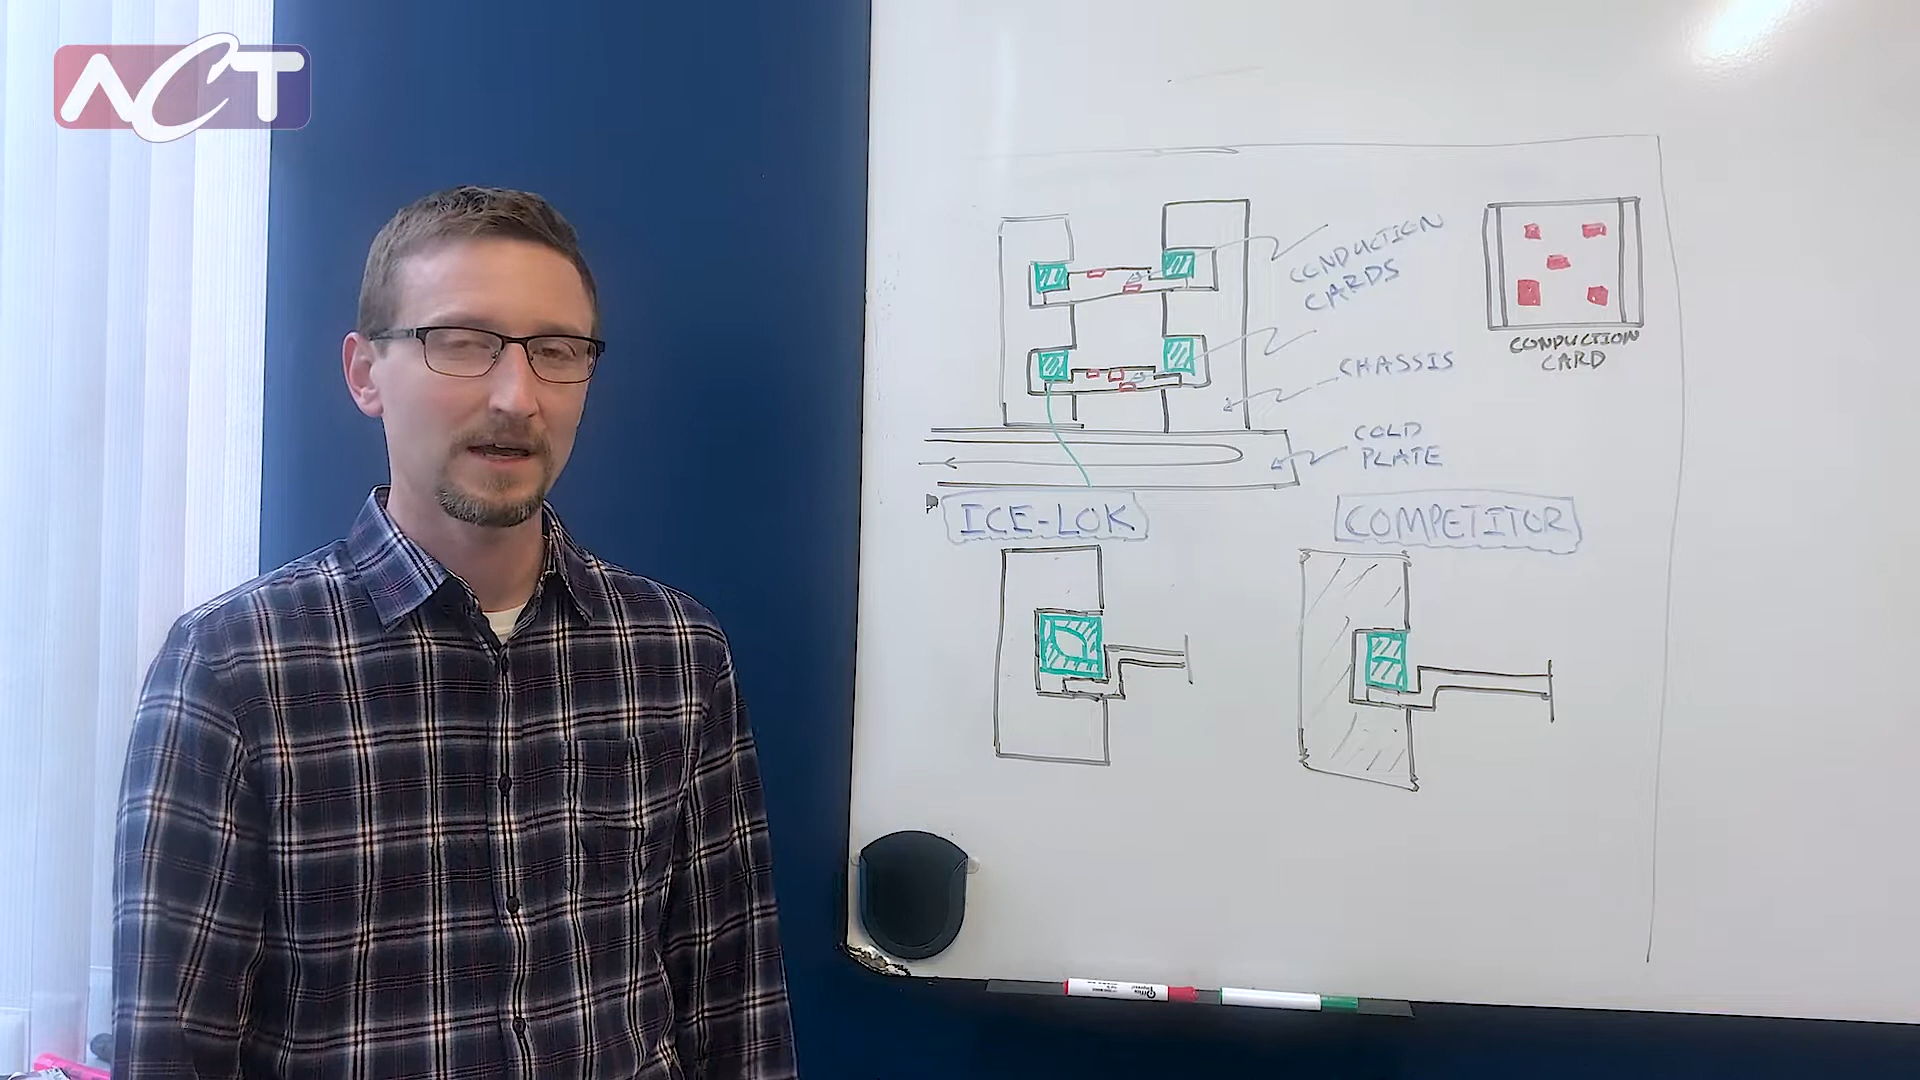 ACT
CONDUCTION
CARDS
CHASSIS
COLD
PLATE
CONDUCTION
CARD
ICE-LOK
COMPETITOR